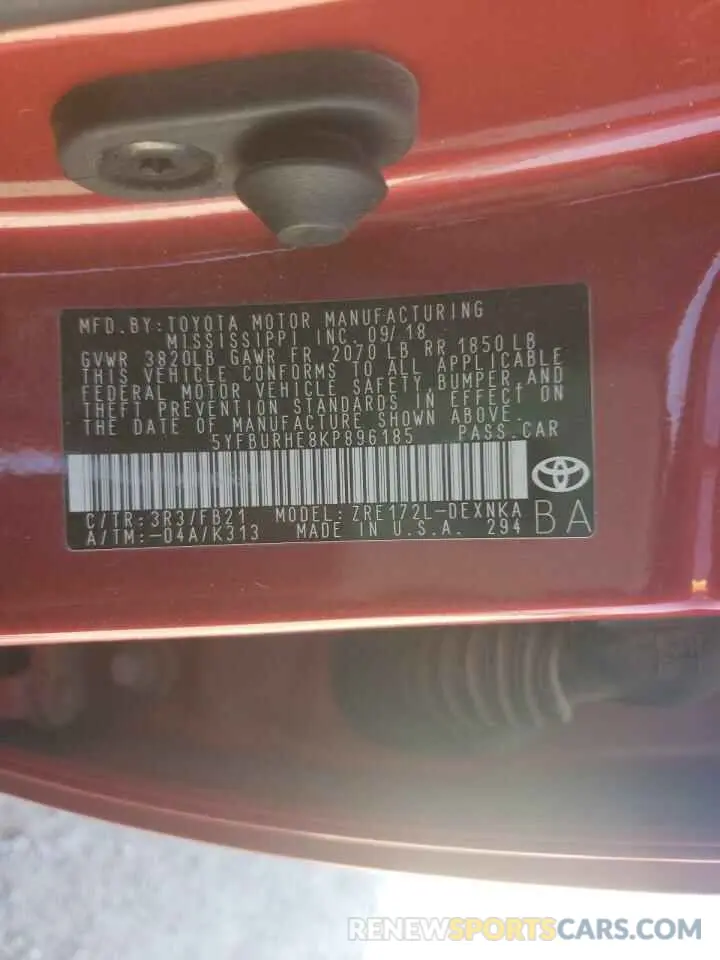 MFD. BY: TOYOTA MOTOR MANUFACTURING
MISSISSIPPI INC. 09/18
GVWR 3820LB GAWR FR 2070 LB RR 1850 LB
THIS VEHICLE CONFORMS TO ALL APPLICABLE
FEDERAL MOTOR VEHICLE SAFETY, BUMPER, AND
THEFT PREVENTION STANDARDS IN EFFECT ON
THE DATE OF MANUFACTURE SHOWN ABOVE.
5YFBURHE8KP896185 PASS. CAR
C/TR: 3R3/FB21 MODEL: ZRE172L-DEXNKA
A/TM: -04A/K313 MADE IN U.S.A. 294 BA
RENEWSPORTSCARS.COM